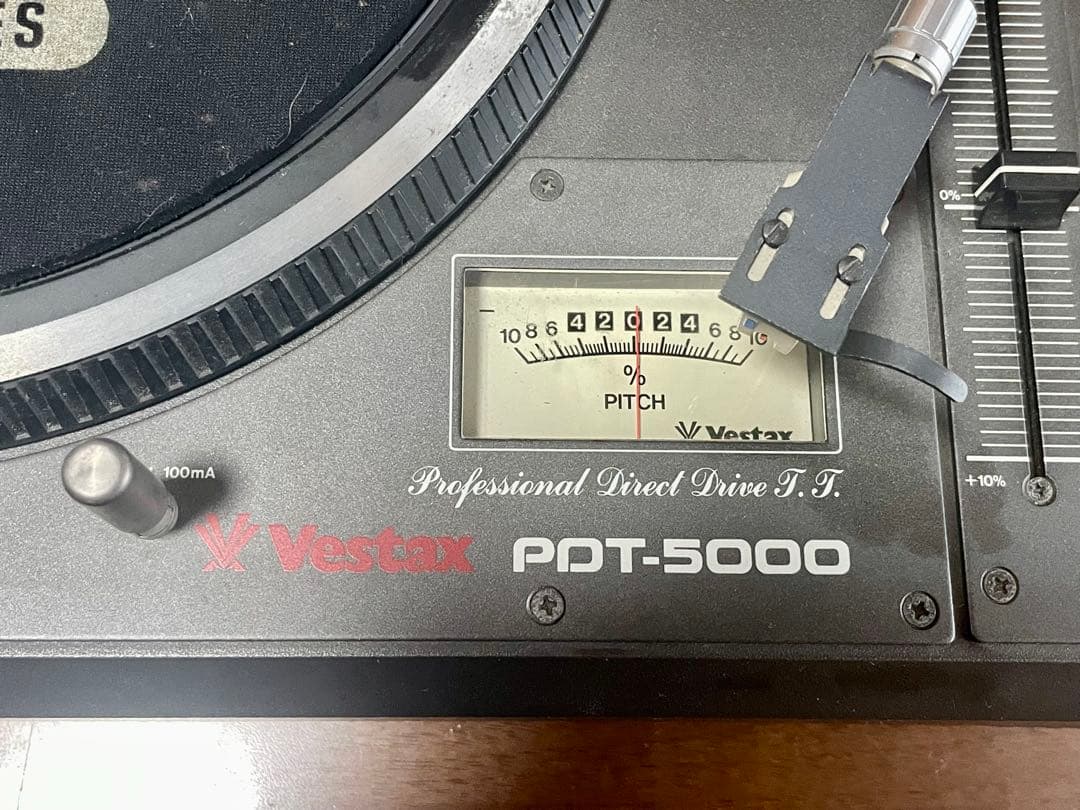 ES
0%
10 8 6 4 2 0 2 4 6 8 10
%
PITCH
Vestax
100mA
+10%
Professional Direct Drive T.T.
Vestax PDT-5000